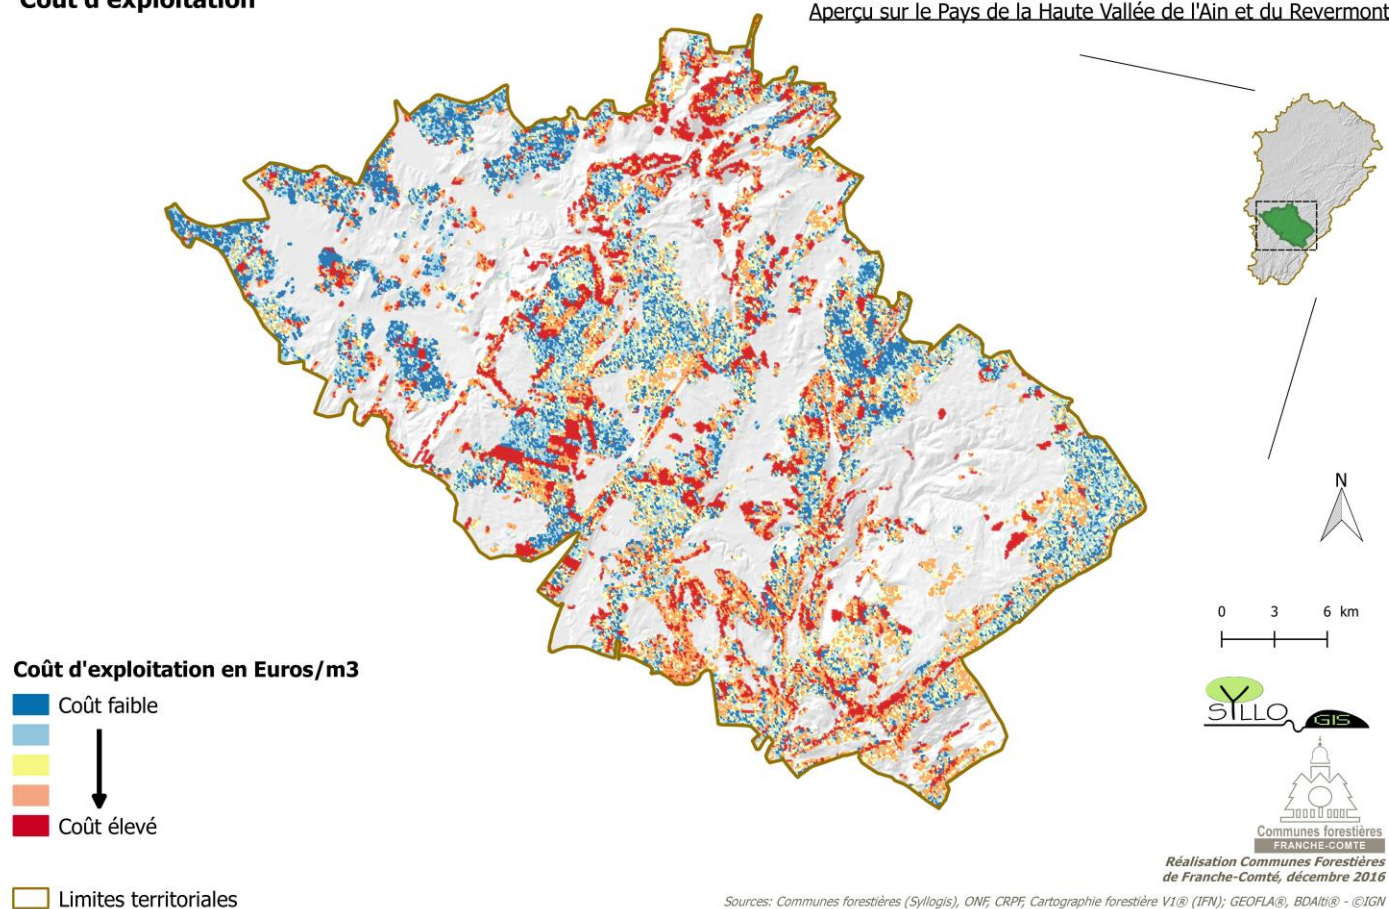 Coût d'exploitation
Aperçu sur le Pays de la Haute Vallée de l'Ain et du Revermont
N
0 3 6 km
Coût d'exploitation en Euros/m3
Coût faible
Coût élevé
Limites territoriales
SYLLO GIS
Communes forestières
FRANCHE-COMTE
Réalisation Communes Forestières
de Franche-Comté, décembre 2016
Sources: Communes forestières (Syllogis), ONF, CRPF, Cartographie forestière V1® (IFN); GEOFLA®, BDAlti® - ©IGN